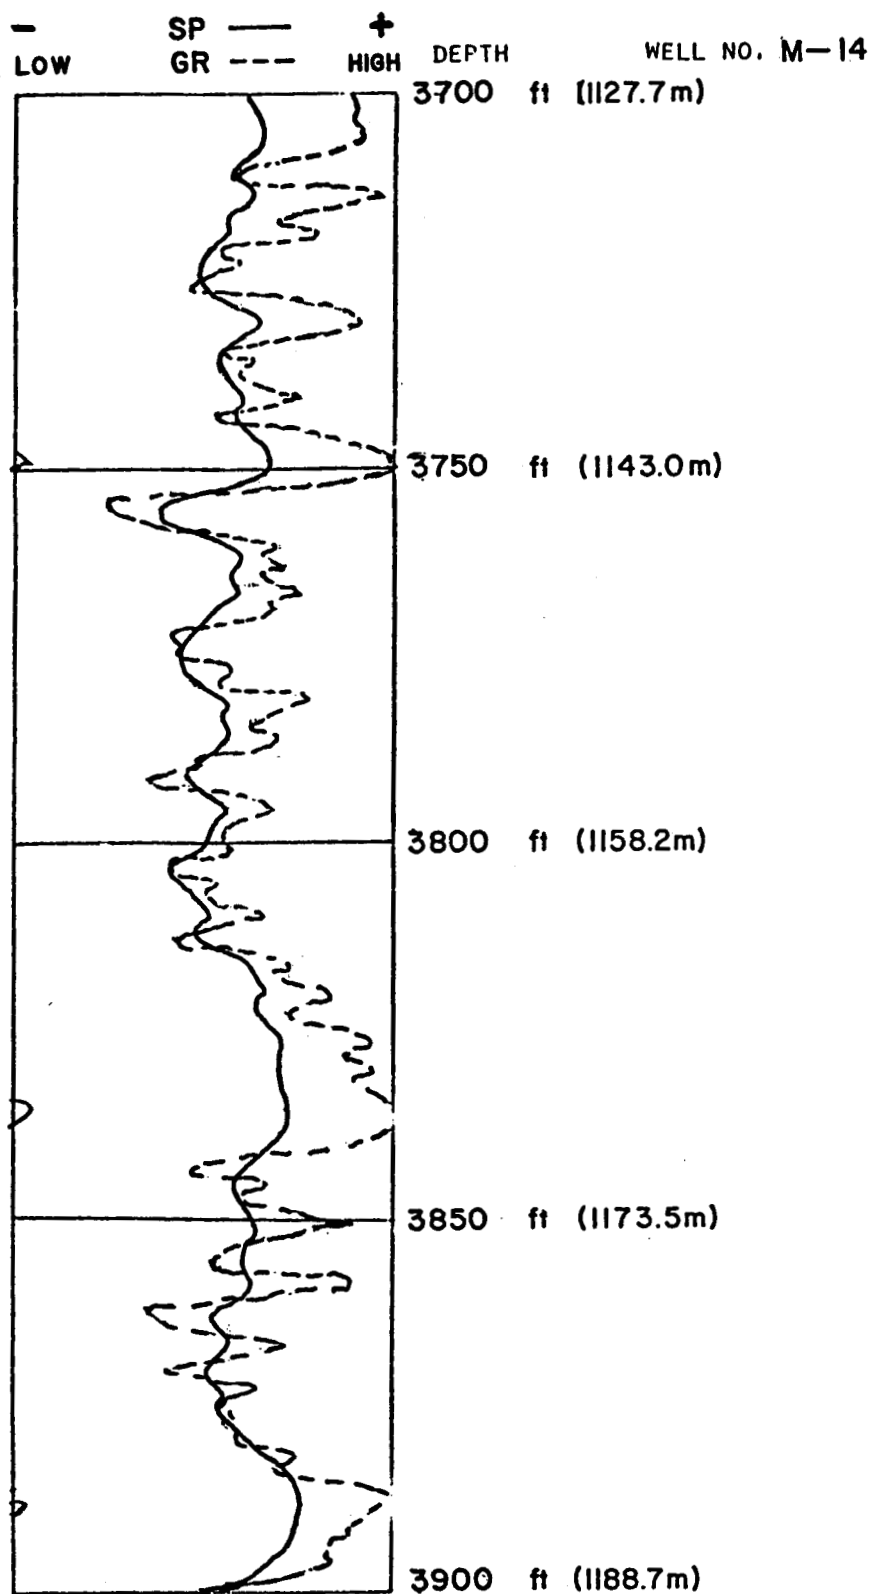 - SP —— +
LOW GR --- HIGH DEPTH WELL NO. M-14
3700 ft [1127.7m)
3750 ft (1143.0m)
3800 ft (1158.2m)
3850 ft (1173.5m)
3900 ft (1188.7m)